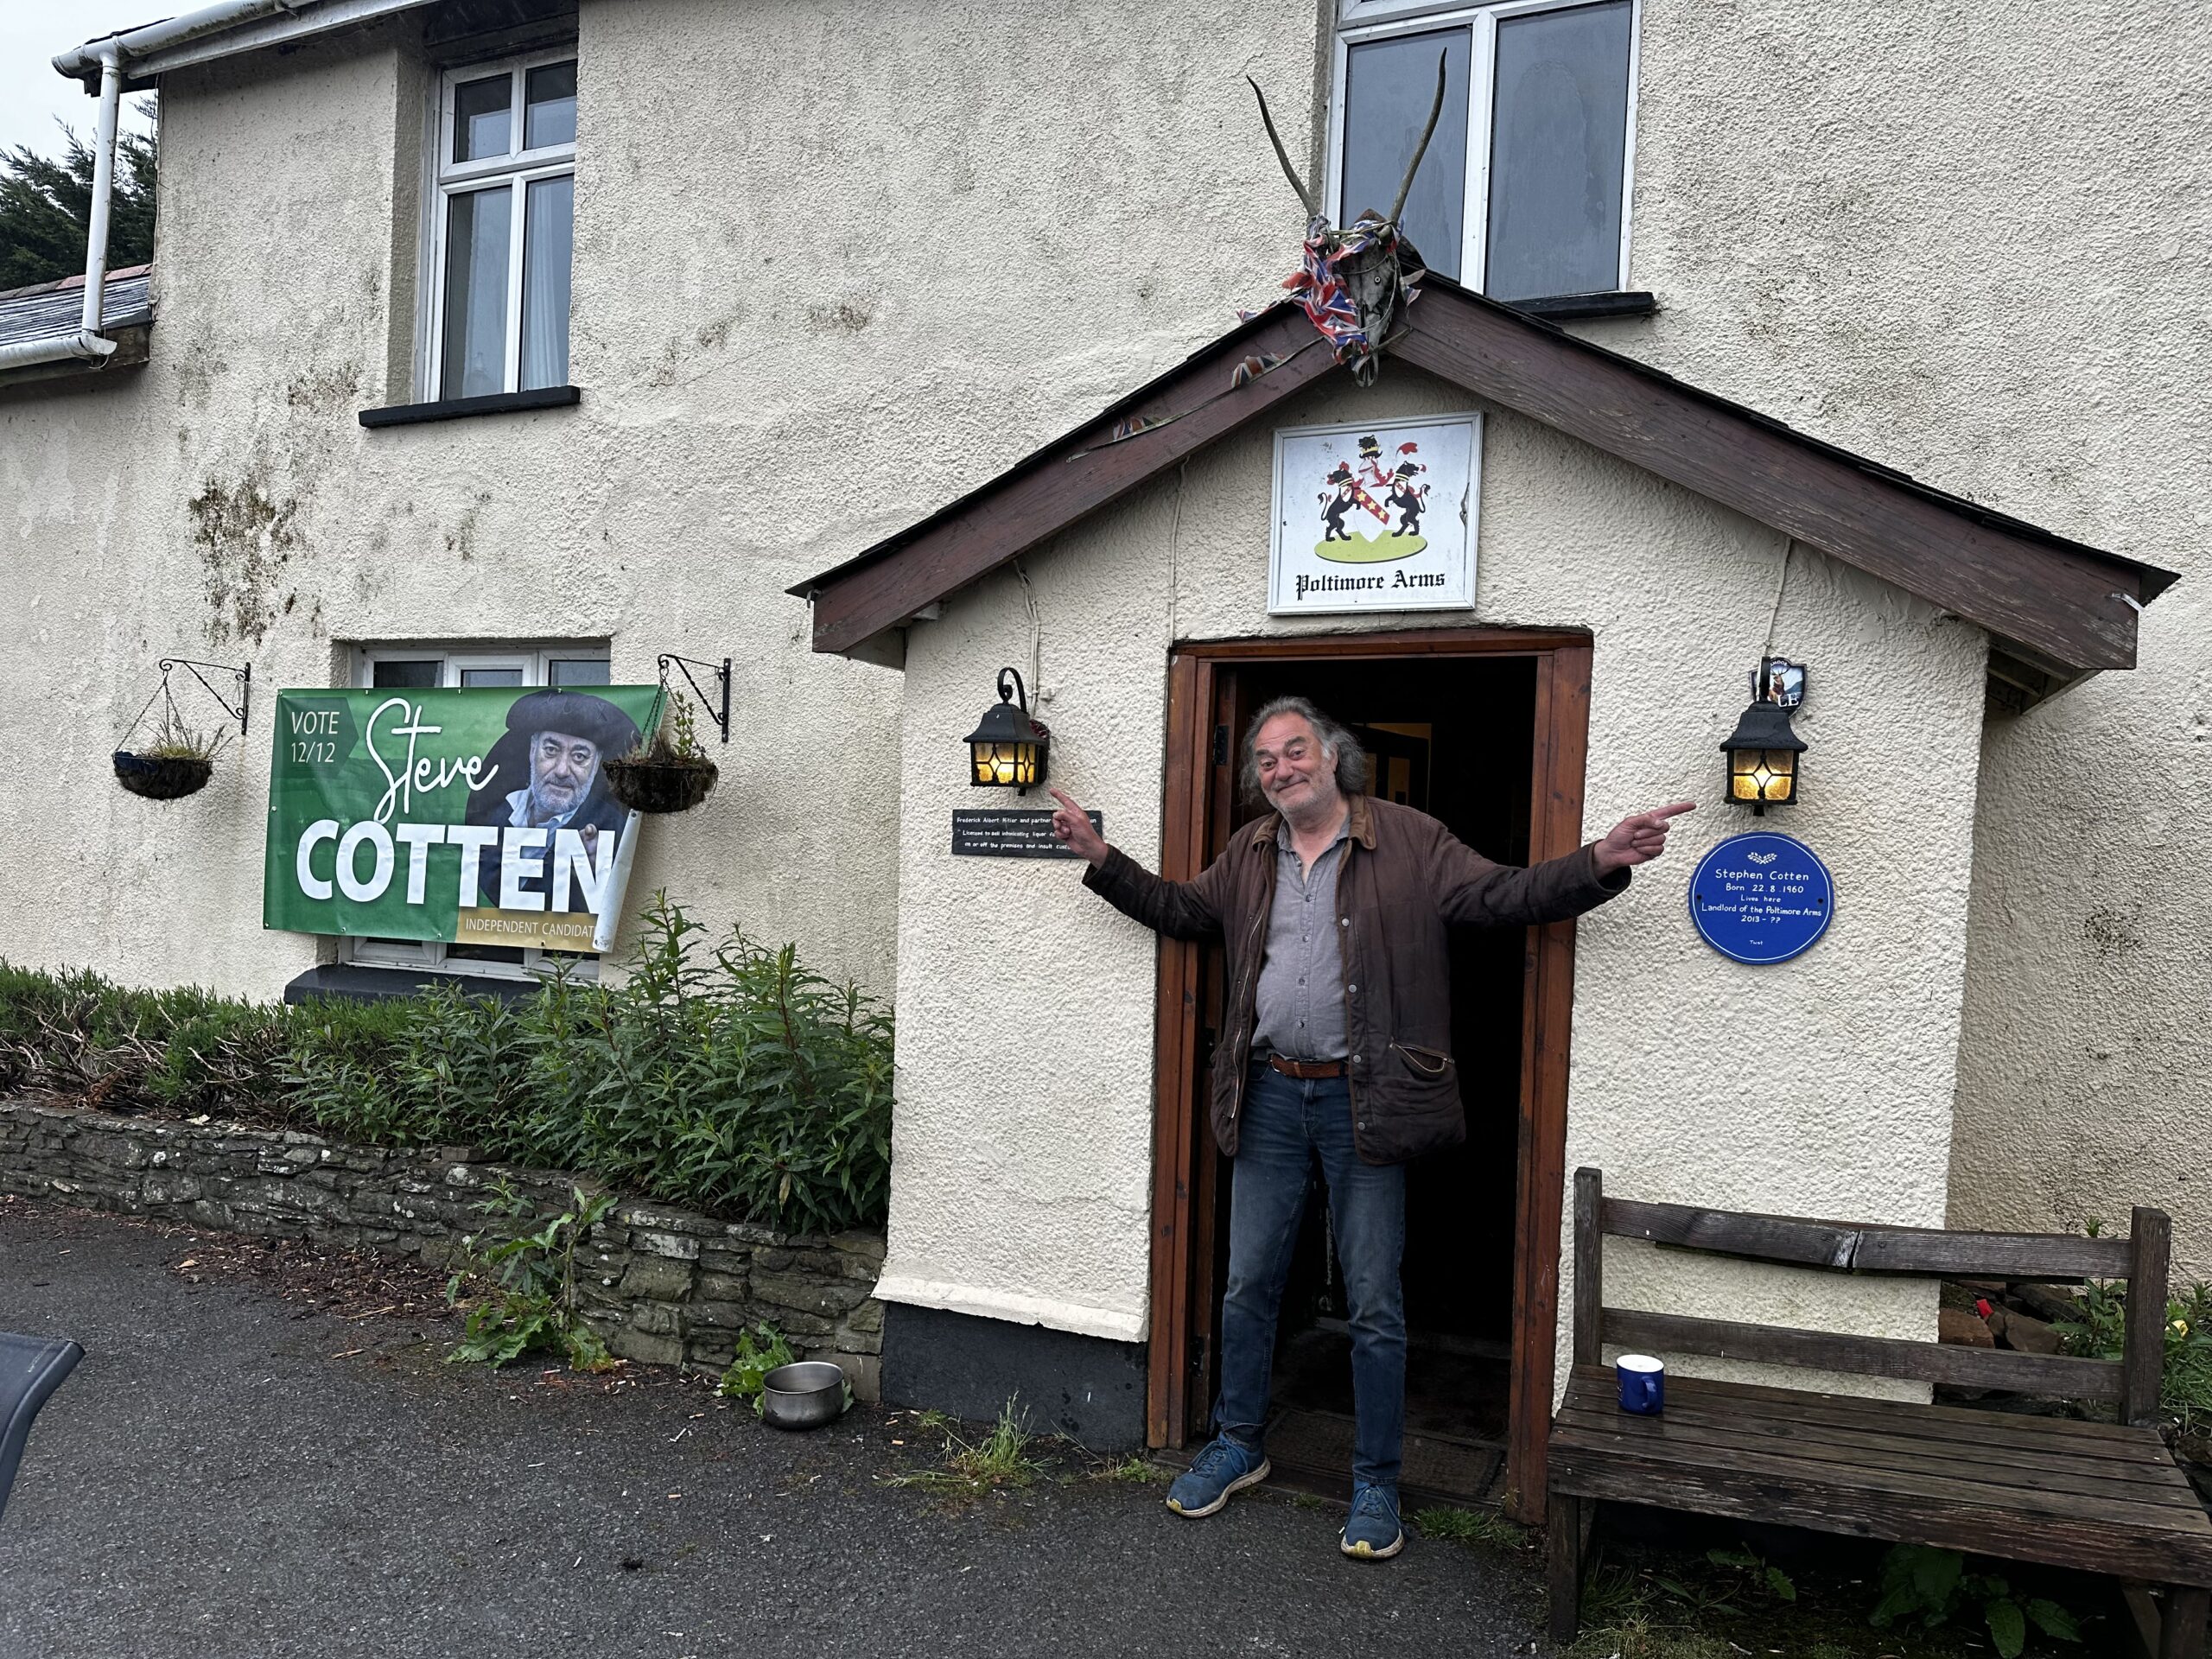 VOTE
12/12
Steve
COTTEN
INDEPENDENT CANDIDAT
Poltimore Arms
Frederick Albert Hitler and partner
Licensed to sell intoxicating liquor
on or off the premises and insult
LE
Stephen Cotten
Born 22.8.1960
Lives here
Landlord of the Poltimore Arms
2013 - ??
Twat